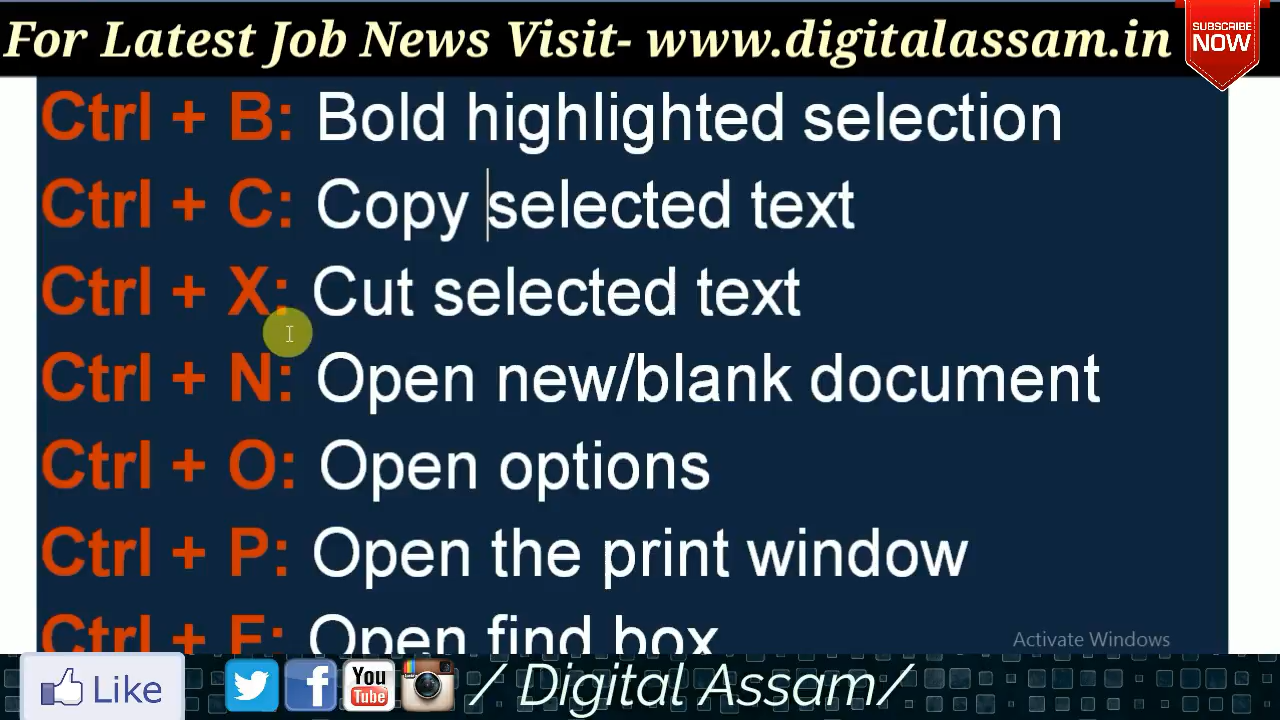 For Latest Job News Visit- www.digitalassam.in
SUBSCRIBE
NOW
Ctrl + B: Bold highlighted selection
Ctrl + C: Copy selected text
Ctrl + X: Cut selected text
Ctrl + N: Open new/blank document
Ctrl + O: Open options
Ctrl + P: Open the print window
Ctrl + F: Open find box
Activate Windows
Like
You
Tube
/ Digital Assam/